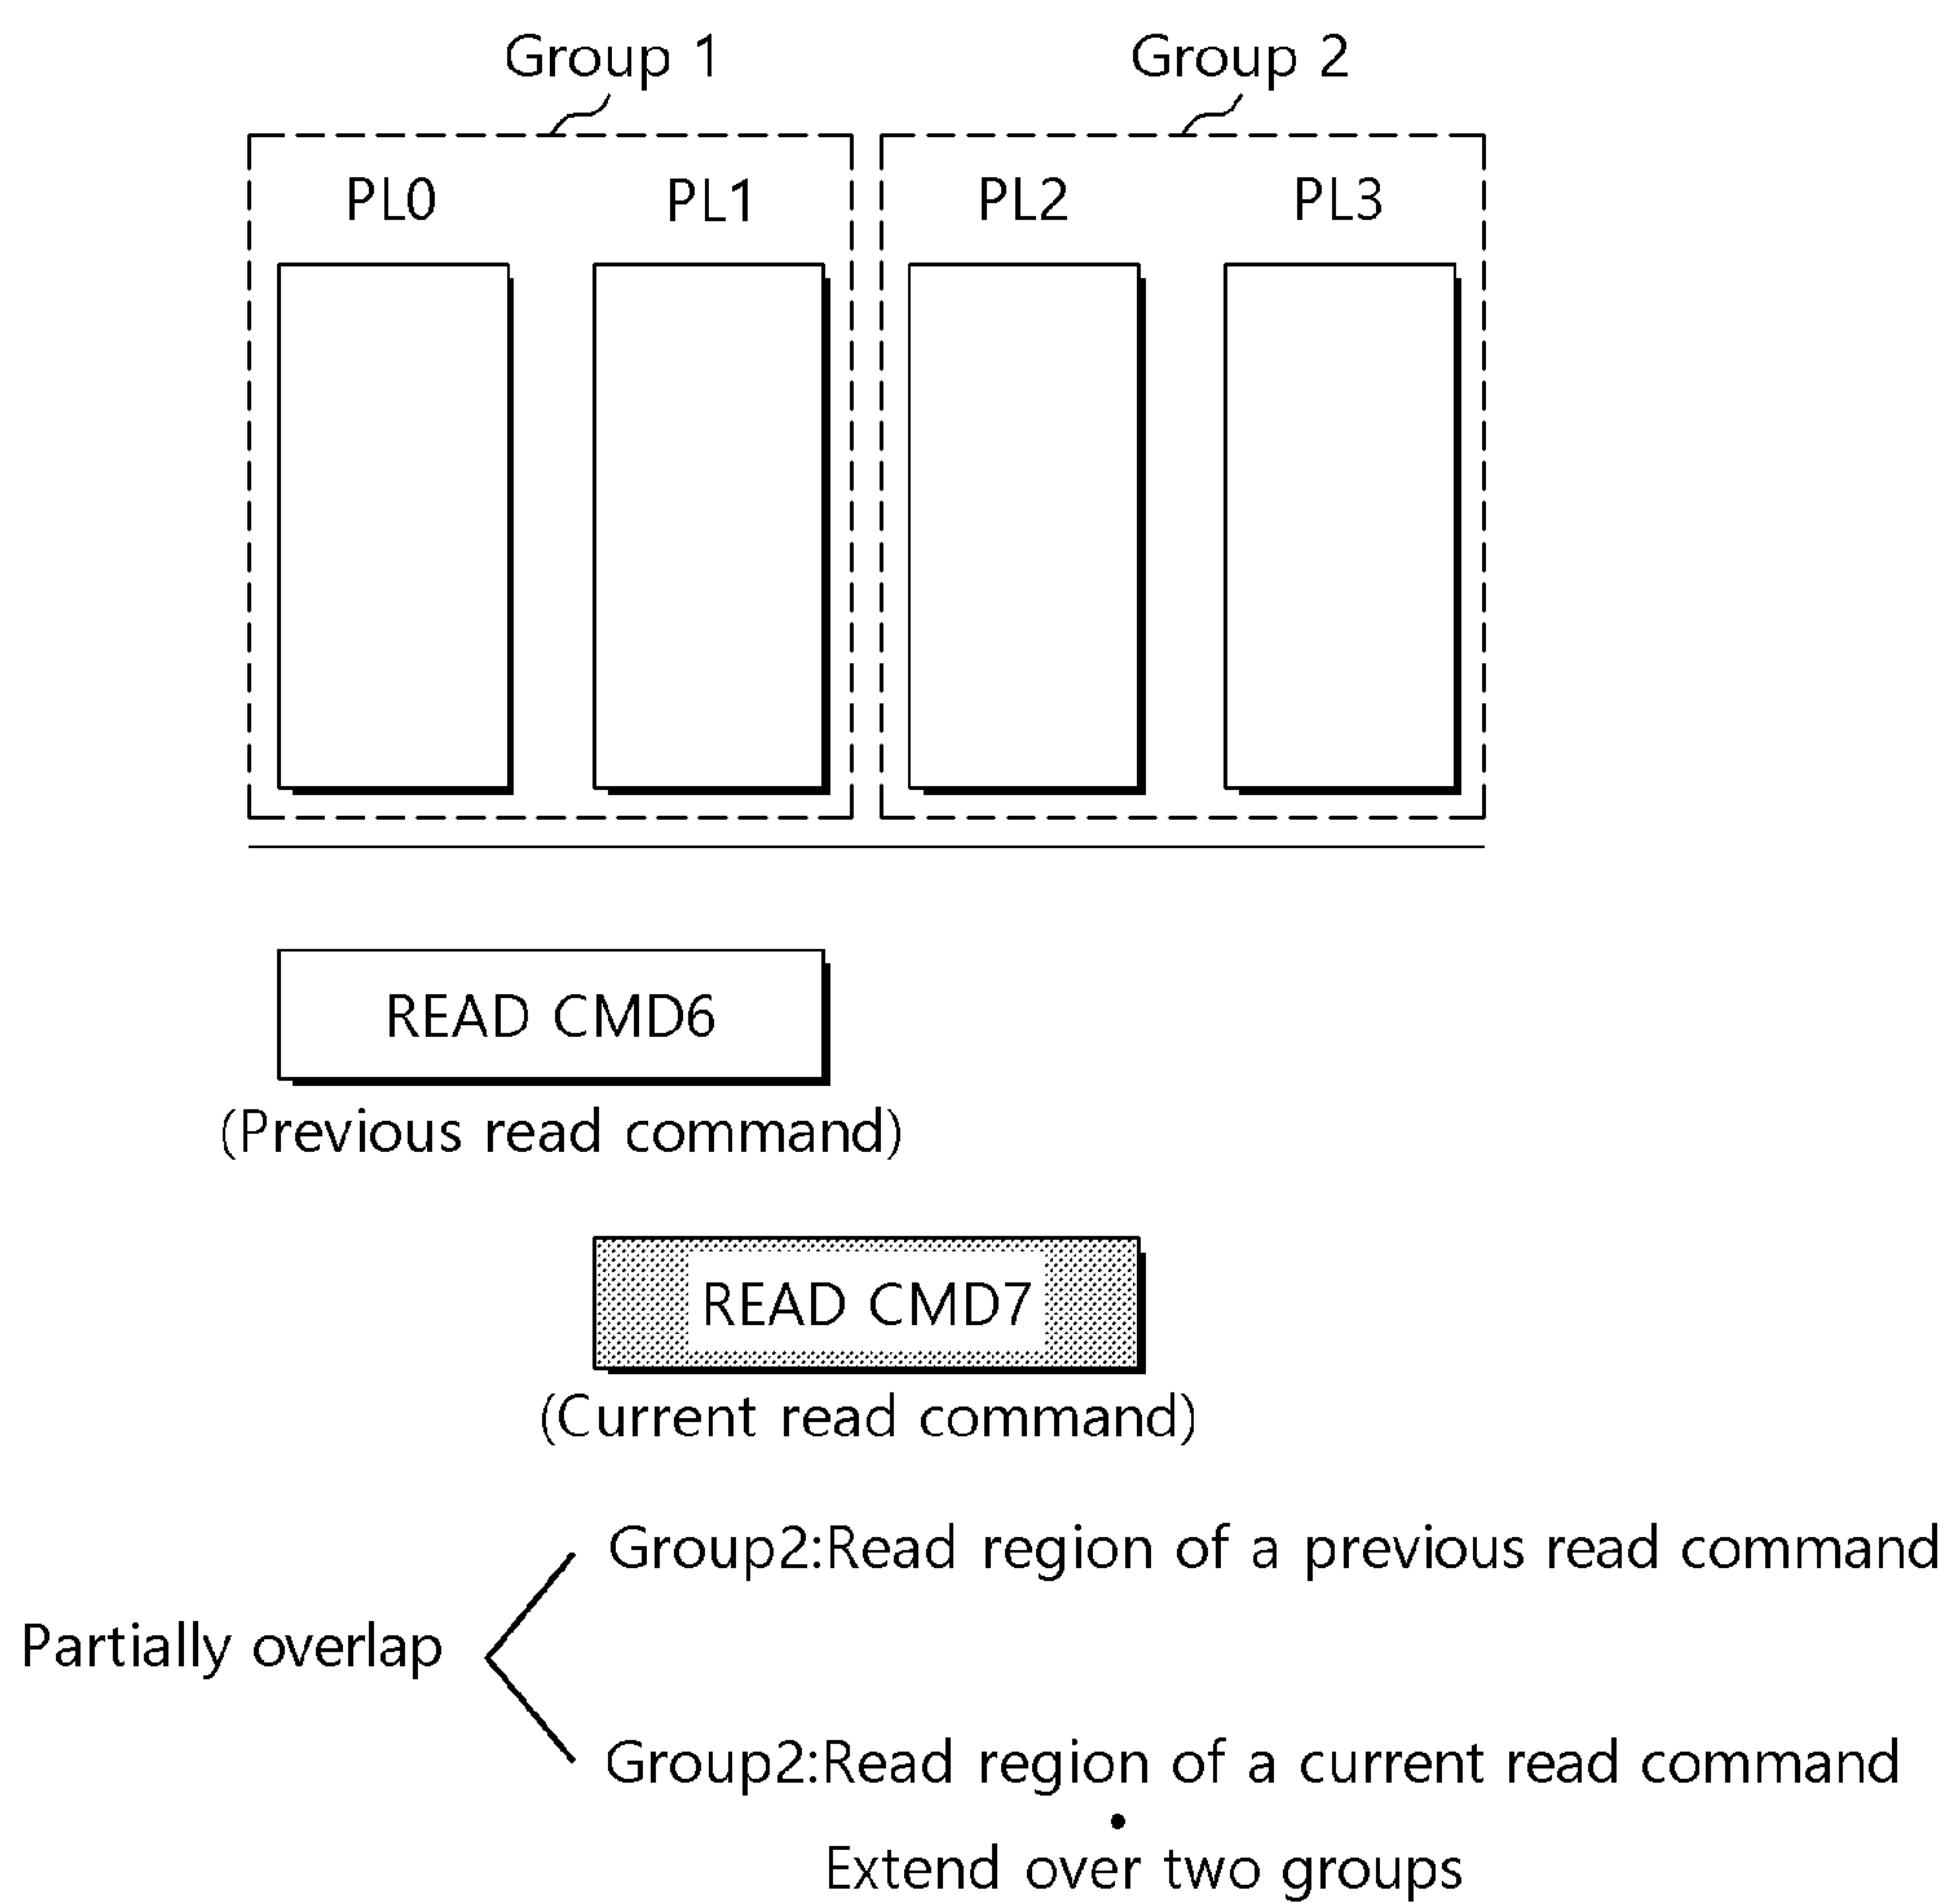 Group 1 Group 2
PL0 PL1 PL2 PL3
READ CMD6
(Previous read command)
READ CMD7
(Current read command)
Group2:Read region of a previous read command
Partially overlap
Group2:Read region of a current read command
•
Extend over two groups